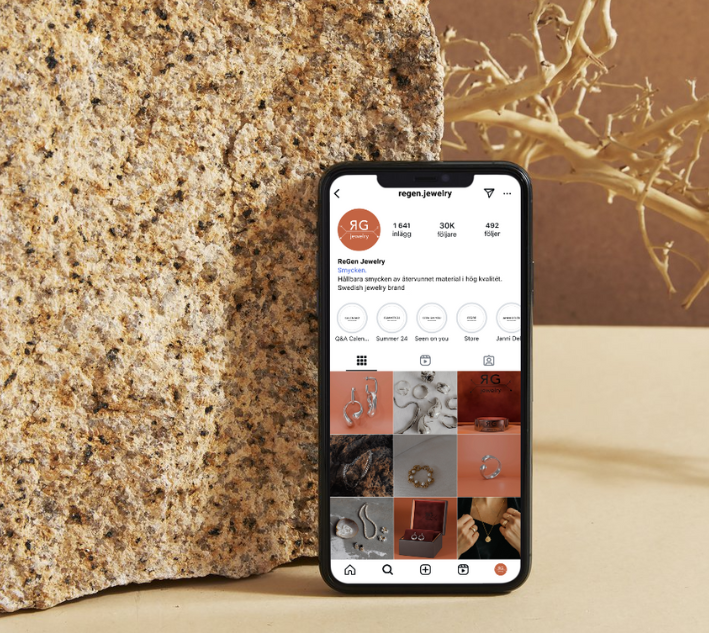 regen.jewelry
ЯG
jewelry
1 641
inlägg
30K
följare
492
följer
ReGen Jewelry
Smycken.
Hållbara smycken av återvunnet material i hög kvalitét.
Swedish jewelry brand
Q&A Calen...
Summer 24
Seen on you
Store
Jenni Del
ЯG